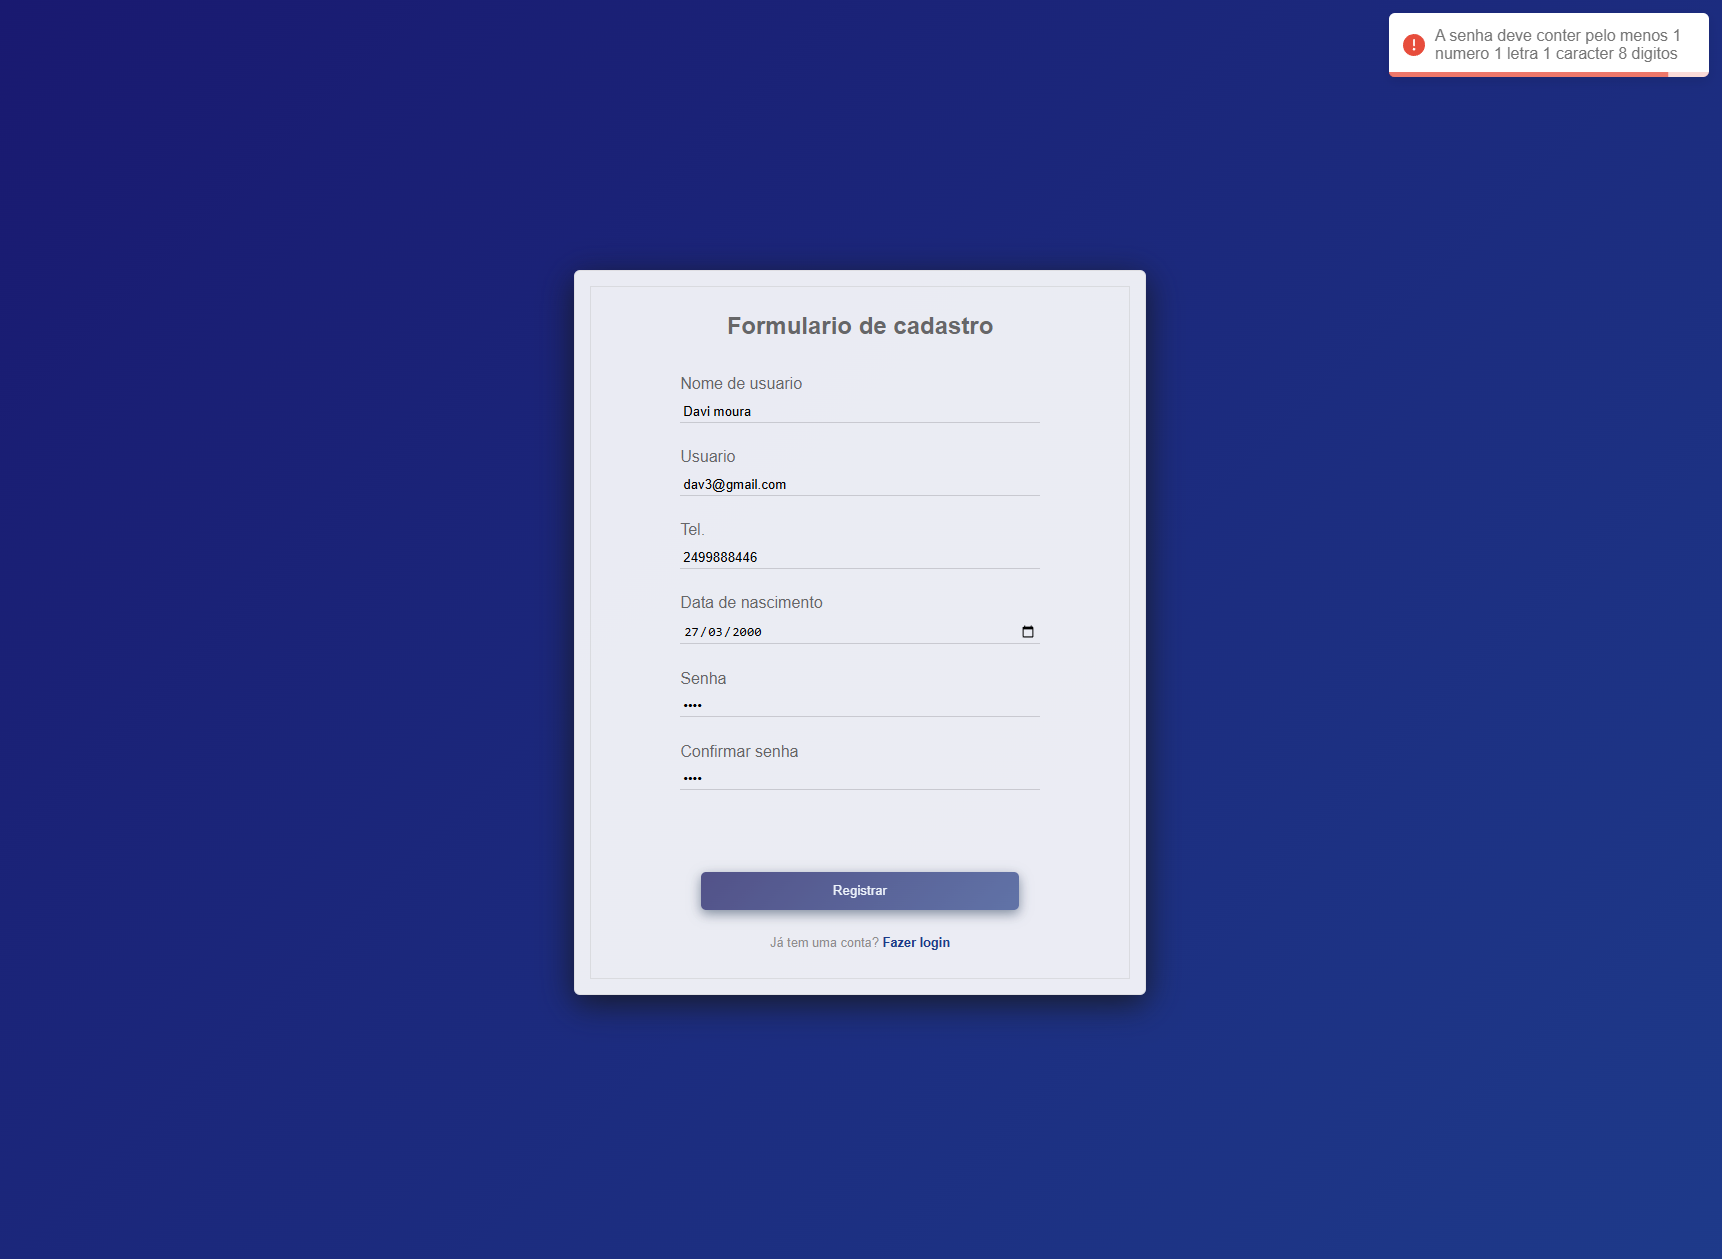 A senha deve conter pelo menos 1
numero 1 letra 1 caracter 8 digitos
Formulario de cadastro
Nome de usuario
Davi moura
Usuario
dav3@gmail.com
Tel.
2499888446
Data de nascimento
27/03/2000
Senha
••••
Confirmar senha
••••
Registrar
Já tem uma conta? Fazer login